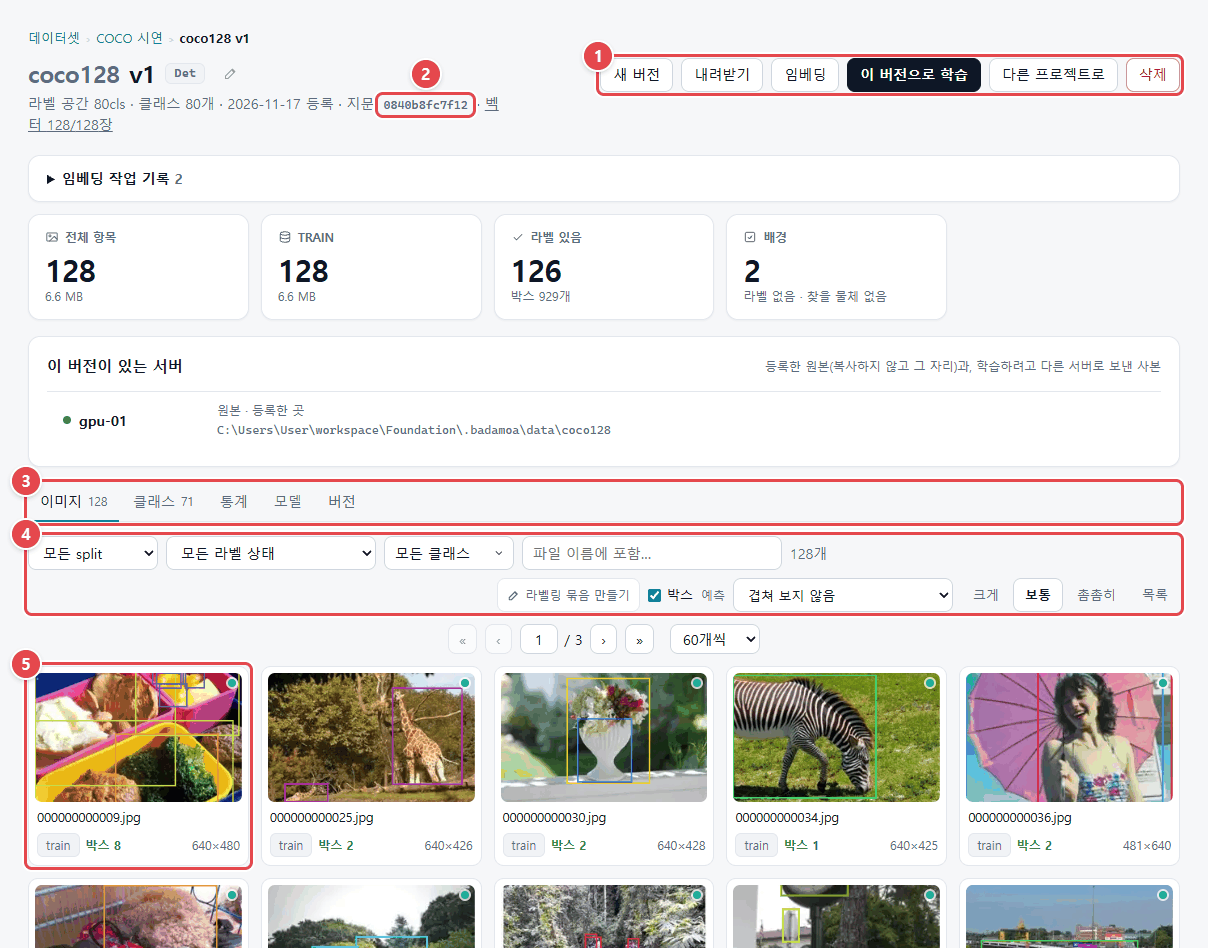 데이터셋 › COCO 시연 › coco128 v1
coco128 v1 Det
1
새 버전 내려받기 임베딩 이 버전으로 학습 다른 프로젝트로 삭제
2
라벨 공간 80cls · 클래스 80개 · 2026-11-17 등록 · 지문 0840b8fc7f12 · 벡
터 128/128장
▶ 임베딩 작업 기록 2
전체 항목
128
6.6 MB
TRAIN
128
6.6 MB
라벨 있음
126
박스 929개
배경
2
라벨 없음 · 찾을 물체 없음
이 버전이 있는 서버
등록한 원본(복사하지 않고 그 자리)과, 학습하려고 다른 서버로 보낸 사본
gpu-01
원본 · 등록한 곳
C:\Users\User\workspace\Foundation\.badamoa\data\coco128
3
이미지 128 클래스 71 통계 모델 버전
4
모든 split 모든 라벨 상태 모든 클래스 파일 이름에 포함... 128개
라벨링 묶음 만들기 박스 예측 겹쳐 보지 않음 크게 보통 촘촘히 목록
« ‹ 1 / 3 › » 60개씩
5
000000000009.jpg
train 박스 8 640×480
000000000025.jpg
train 박스 2 640×426
000000000030.jpg
train 박스 2 640×428
000000000034.jpg
train 박스 1 640×425
000000000036.jpg
train 박스 2 481×640